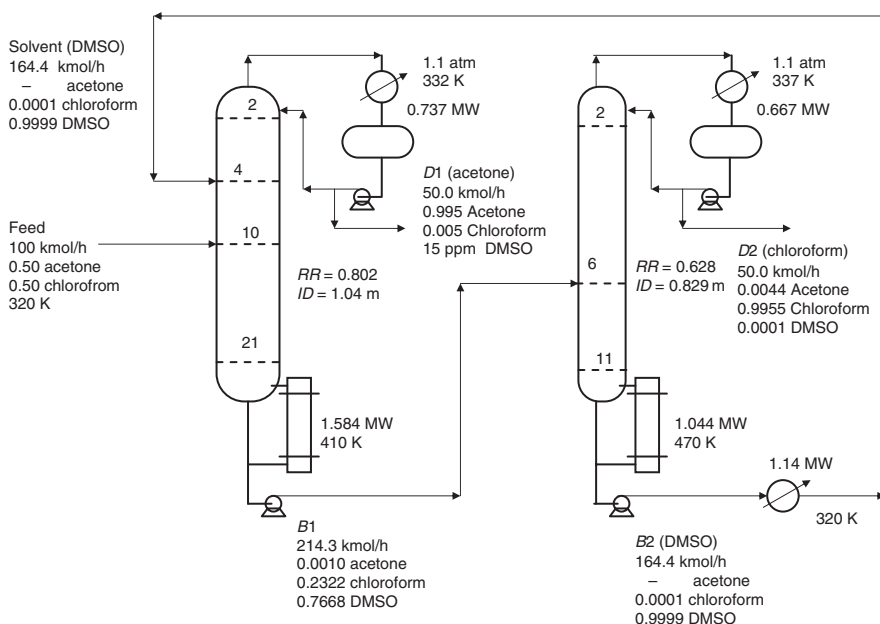 Solvent (DMSO)
164.4 kmol/h
– acetone
0.0001 chloroform
0.9999 DMSO
Feed
100 kmol/h
0.50 acetone
0.50 chlorofrom
320 K
2
4
10
21
1.1 atm
332 K
0.737 MW
D1 (acetone)
50.0 kmol/h
0.995 Acetone
0.005 Chloroform
15 ppm DMSO
RR = 0.802
ID = 1.04 m
1.584 MW
410 K
B1
214.3 kmol/h
0.0010 acetone
0.2322 chloroform
0.7668 DMSO
2
6
11
1.1 atm
337 K
0.667 MW
D2 (chloroform)
50.0 kmol/h
0.0044 Acetone
0.9955 Chloroform
0.0001 DMSO
RR = 0.628
ID = 0.829 m
1.044 MW
470 K
1.14 MW
320 K
B2 (DMSO)
164.4 kmol/h
– acetone
0.0001 chloroform
0.9999 DMSO